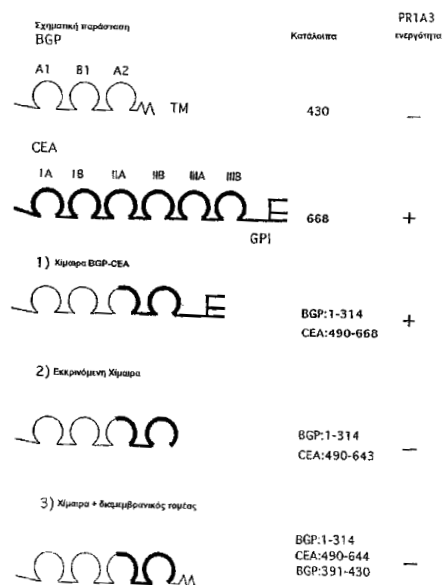 Σχηματική παράσταση
Κατάλοιπα
PR1A3
ενεργότητα
BGP
A1 B1 A2
TM
430
–
CEA
IA IB IIA IIB IIIA IIIB
GPI
668
+
1) Χίμαιρα BGP-CEA
BGP:1-314
CEA:490-668
+
2) Εκκρινόμενη Χίμαιρα
BGP:1-314
CEA:490-643
–
3) Χίμαιρα + διαμεμβρανικός τομέας
BGP:1-314
CEA:490-644
BGP:391-430
–